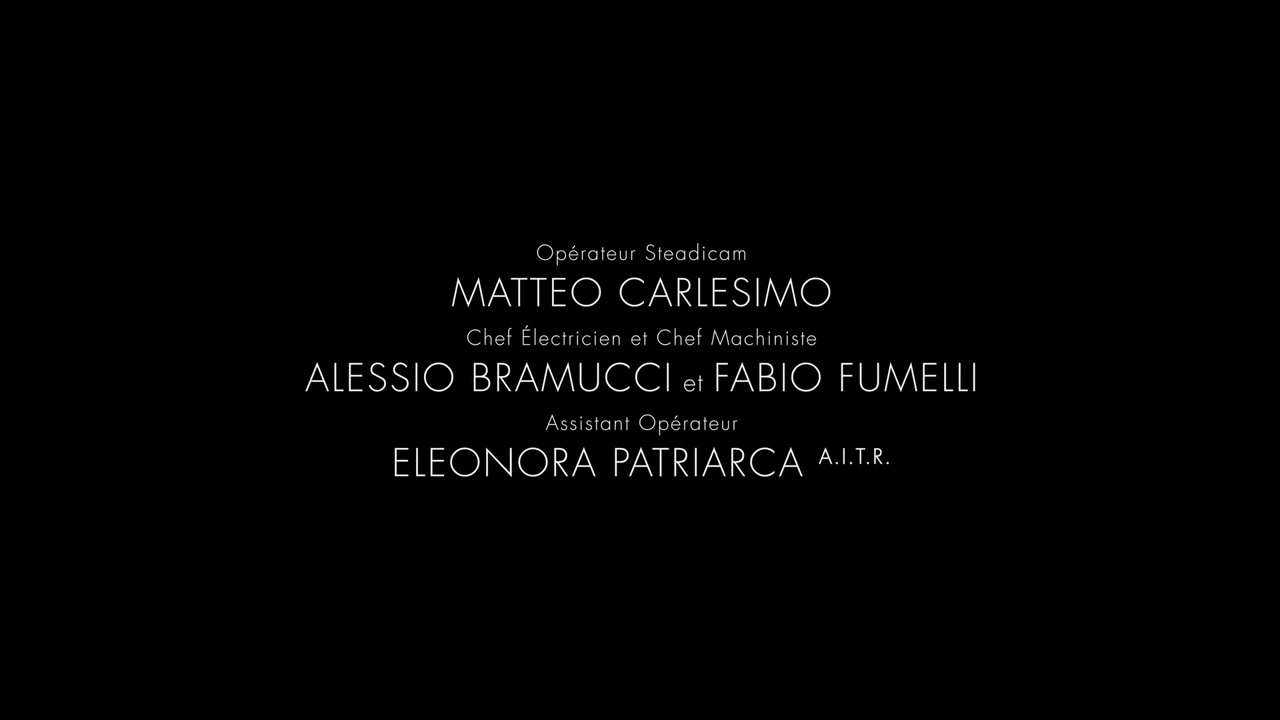 Opérateur Steadicam
MATTEO CARLESIMO
Chef Électricien et Chef Machiniste
ALESSIO BRAMUCCI et FABIO FUMELLI
Assistant Opérateur
ELEONORA PATRIARCA A.I.T.R.